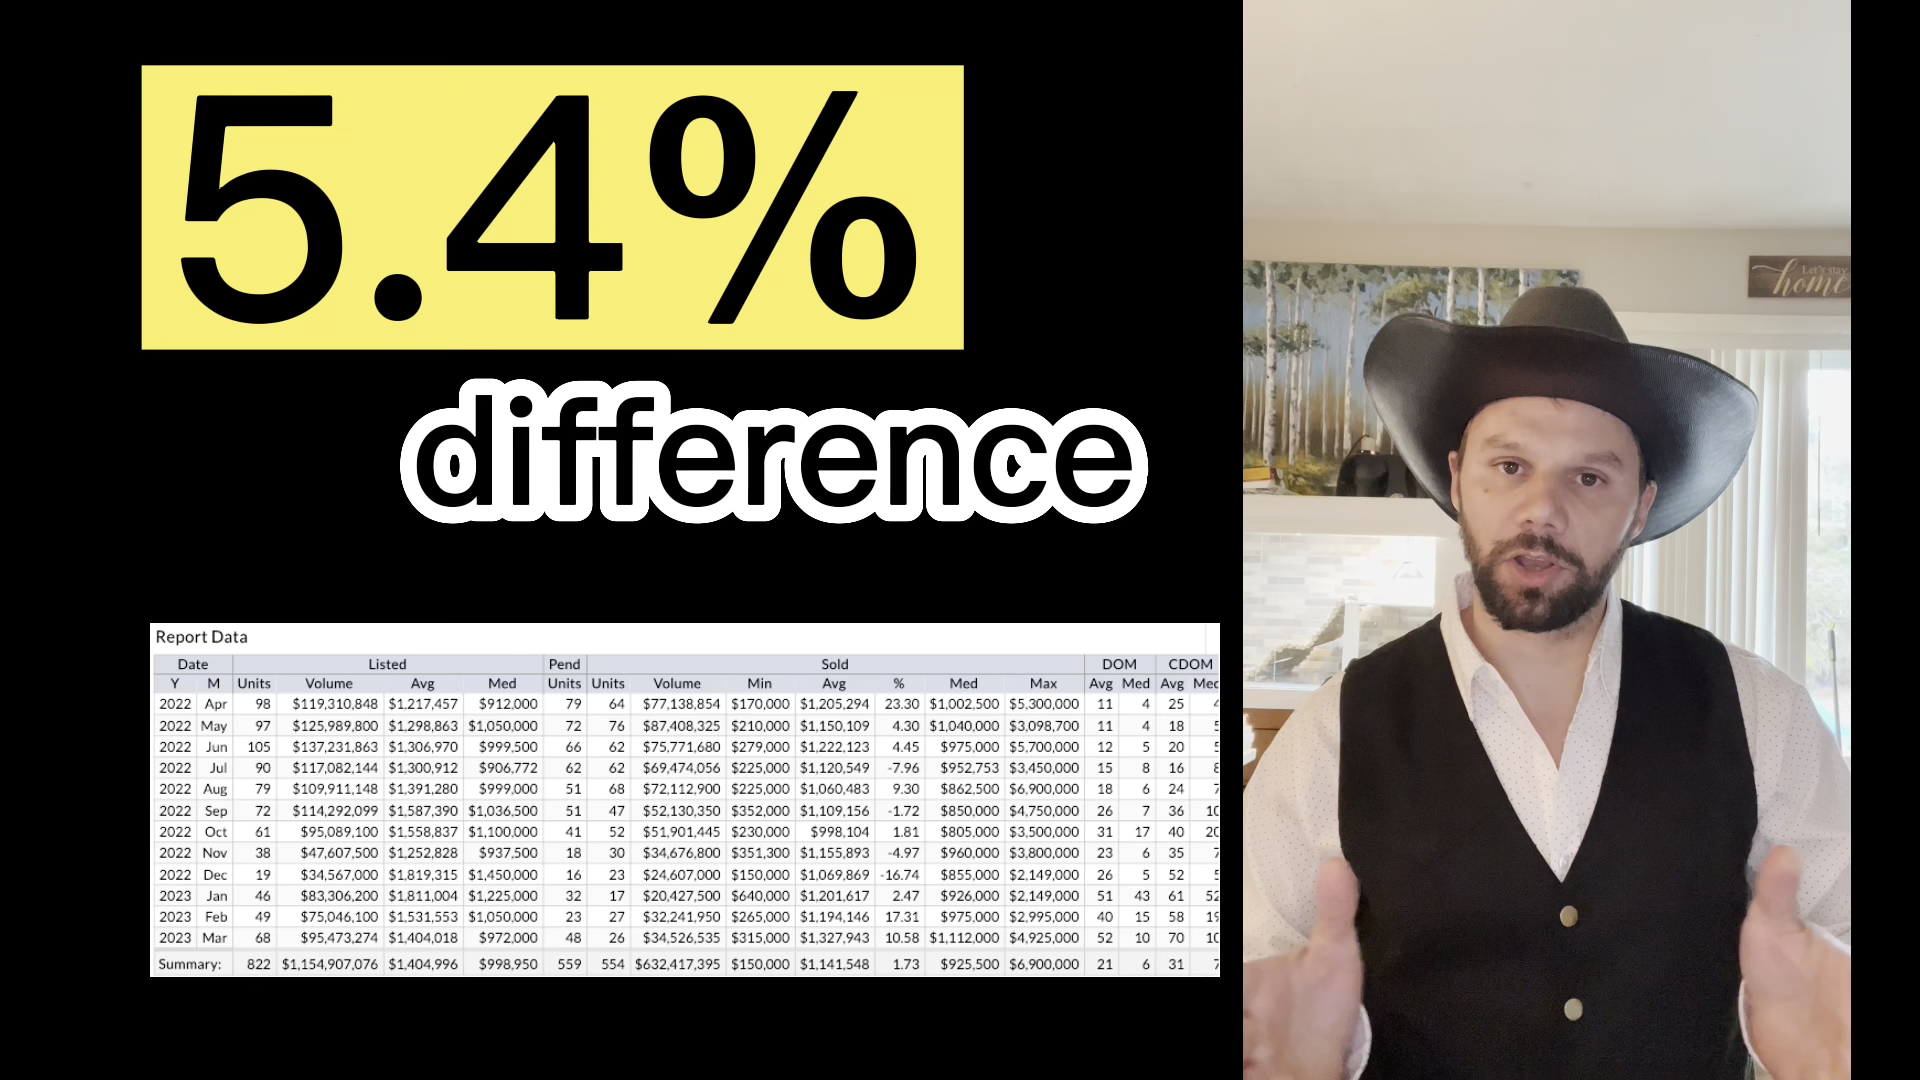 5.4%
difference
Let's stay
home
Report Data
Date Listed Pend Sold DOM CDOM
Y M Units Volume Avg Med Units Units Volume Min Avg % Med Max Avg Med Avg Med
2022 Apr 98 $119,310,848 $1,217,457 $912,000 79 64 $77,138,854 $170,000 $1,205,294 23.30 $1,002,500 $5,300,000 11 4 25
2022 May 97 $125,989,800 $1,298,863 $1,050,000 72 76 $87,408,325 $210,000 $1,150,109 4.30 $1,040,000 $3,098,700 11 4 18
2022 Jun 105 $137,231,863 $1,306,970 $999,500 66 62 $75,771,680 $279,000 $1,222,123 4.45 $975,000 $5,700,000 12 5 20
2022 Jul 90 $117,082,144 $1,300,912 $906,772 62 62 $69,474,056 $225,000 $1,120,549 -7.96 $952,753 $3,450,000 15 8 16
2022 Aug 79 $109,911,148 $1,391,280 $999,000 51 68 $72,112,900 $225,000 $1,060,483 9.30 $862,500 $6,900,000 18 6 24
2022 Sep 72 $114,292,099 $1,587,390 $1,036,500 51 47 $52,130,350 $352,000 $1,109,156 -1.72 $850,000 $4,750,000 26 7 36 10
2022 Oct 61 $95,089,100 $1,558,837 $1,100,000 41 52 $51,901,445 $230,000 $998,104 1.81 $805,000 $3,500,000 31 17 40 20
2022 Nov 38 $47,607,500 $1,252,828 $937,500 18 30 $34,676,800 $351,300 $1,155,893 -4.97 $960,000 $3,800,000 23 6 35 7
2022 Dec 19 $34,567,000 $1,819,315 $1,450,000 16 23 $24,607,000 $150,000 $1,069,869 -16.74 $855,000 $2,149,000 26 5 52
2023 Jan 46 $83,306,200 $1,811,004 $1,225,000 32 17 $20,427,500 $640,000 $1,201,617 2.47 $926,000 $2,149,000 51 43 61 52
2023 Feb 49 $75,046,100 $1,531,553 $1,050,000 23 27 $32,241,950 $265,000 $1,194,146 17.31 $975,000 $2,995,000 40 15 58 19
2023 Mar 68 $95,473,274 $1,404,018 $972,000 48 26 $34,526,535 $315,000 $1,327,943 10.58 $1,112,000 $4,925,000 52 10 70 10
Summary: 822 $1,154,907,076 $1,404,996 $998,950 559 554 $632,417,395 $150,000 $1,141,548 1.73 $925,500 $6,900,000 21 6 31 7